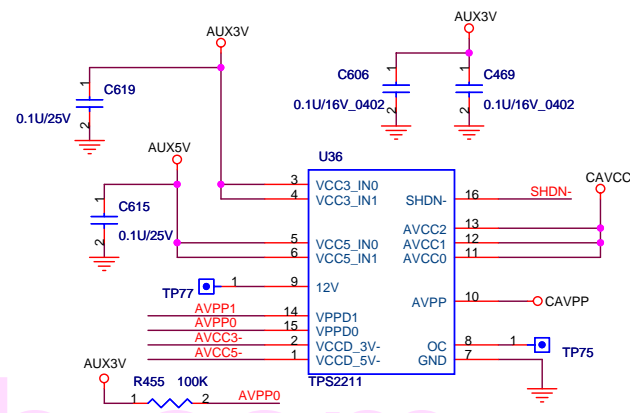 AUX3V
AUX3V
1
C619
0.1U/25V
2
1
C606
0.1U/16V_0402
2
1
C469
0.1U/16V_0402
2
AUX5V
1
C615
0.1U/25V
2
U36
CAVCC
3 VCC3_IN0
4 VCC3_IN1
SHDN- 16 SHDN-
AVCC2 13
AVCC1 12
AVCC0 11
5 VCC5_IN0
6 VCC5_IN1
TP77 1 9 12V
AVPP 10 CAVPP
AVPP1 14 VPPD1
AVPP0 15 VPPD0
AVCC3- 2 VCCD_3V-
AVCC5- 1 VCCD_5V-
OC 8 1 TP75
GND 7
TPS2211
AUX3V
R455 100K
1 2 AVPP0